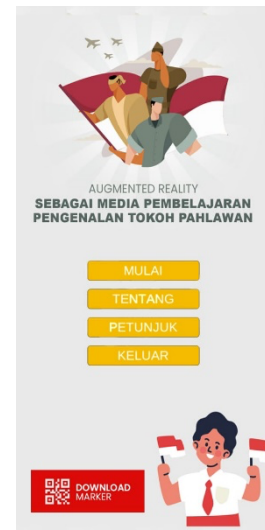 AUGMENTED REALITY
SEBAGAI MEDIA PEMBELAJARAN
PENGENALAN TOKOH PAHLAWAN
MULAI
TENTANG
PETUNJUK
KELUAR
DOWNLOAD
MARKER